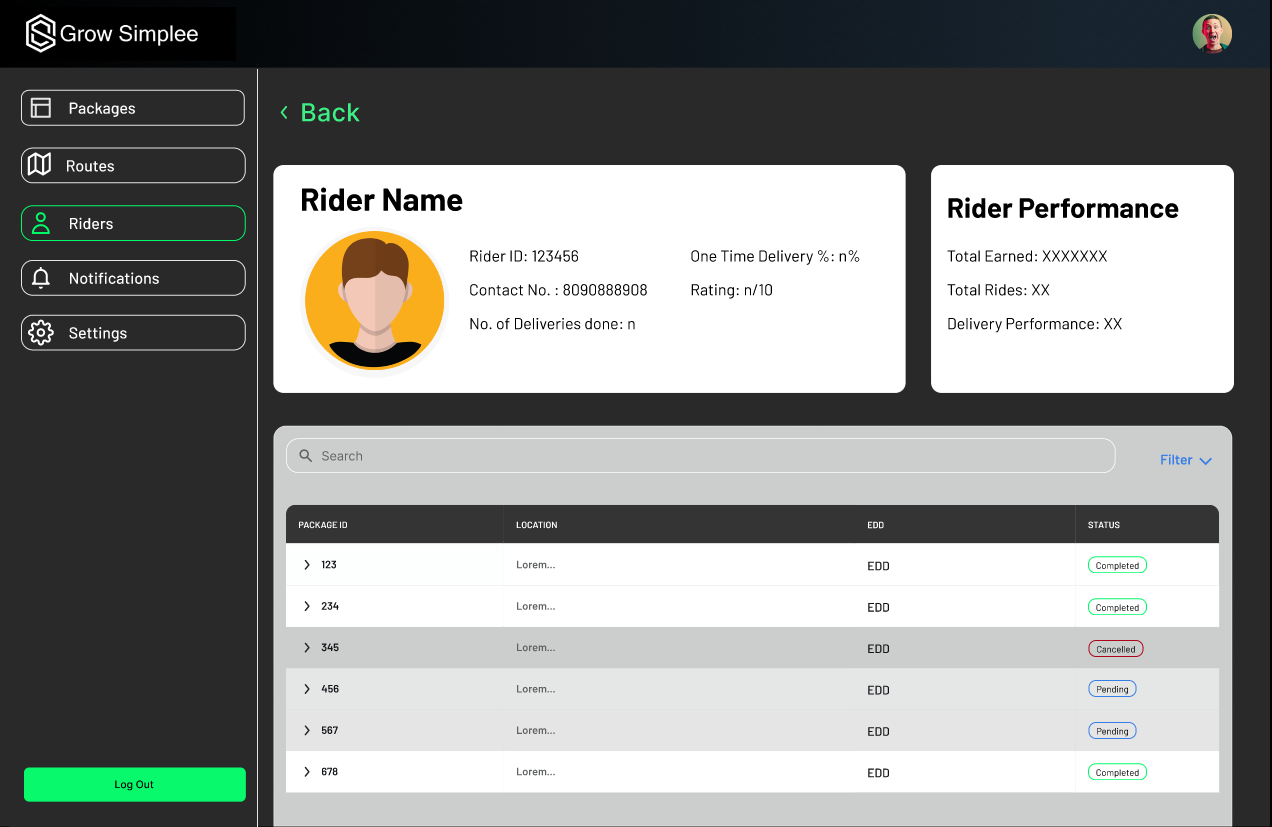 Grow Simplee
Packages
Routes
Riders
Notifications
Settings
Log Out
Back
Rider Name
Rider ID: 123456
Contact No. : 8090888908
No. of Deliveries done: n
One Time Delivery %: n%
Rating: n/10
Rider Performance
Total Earned: XXXXXXX
Total Rides: XX
Delivery Performance: XX
Search
Filter
PACKAGE ID LOCATION EDD STATUS
123 Lorem... EDD Completed
234 Lorem... EDD Completed
345 Lorem... EDD Cancelled
456 Lorem... EDD Pending
567 Lorem... EDD Pending
678 Lorem... EDD Completed